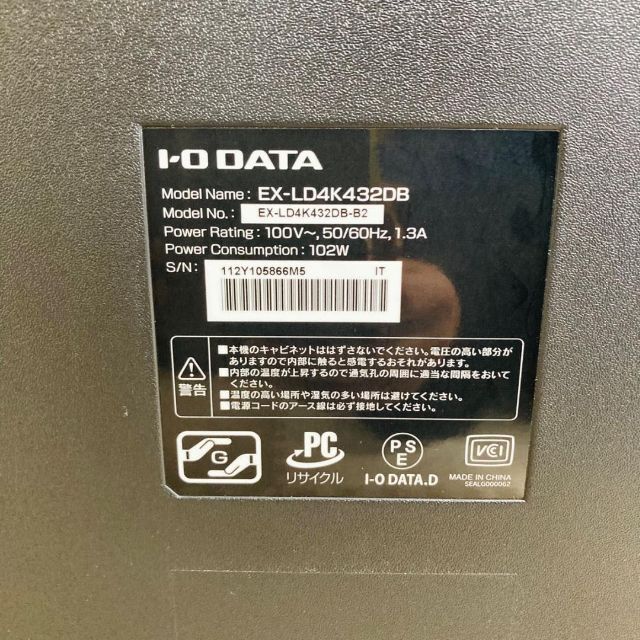 I-O DATA
Model Name : EX-LD4K432DB
Model No. : EX-LD4K432DB-B2
Power Rating : 100V~, 50/60Hz, 1.3A
Power Consumption : 102W
S/N : 112Y105866M5 IT
警告
■本機のキャビネットははずさないでください。電圧の高い部分が
ありますので内部に触ると感電するおそれがあります。
■内部の温度が上昇するので通気孔の周囲に適当な間隔をおいて
ください。
■温度の高い場所や湿気の多い場所は避けてください。
■電源コードのアース線は必ず接地してください。
G
PC
リサイクル
PS
E
I-O DATA.D
VCI
MADE IN CHINA
SEALG000062